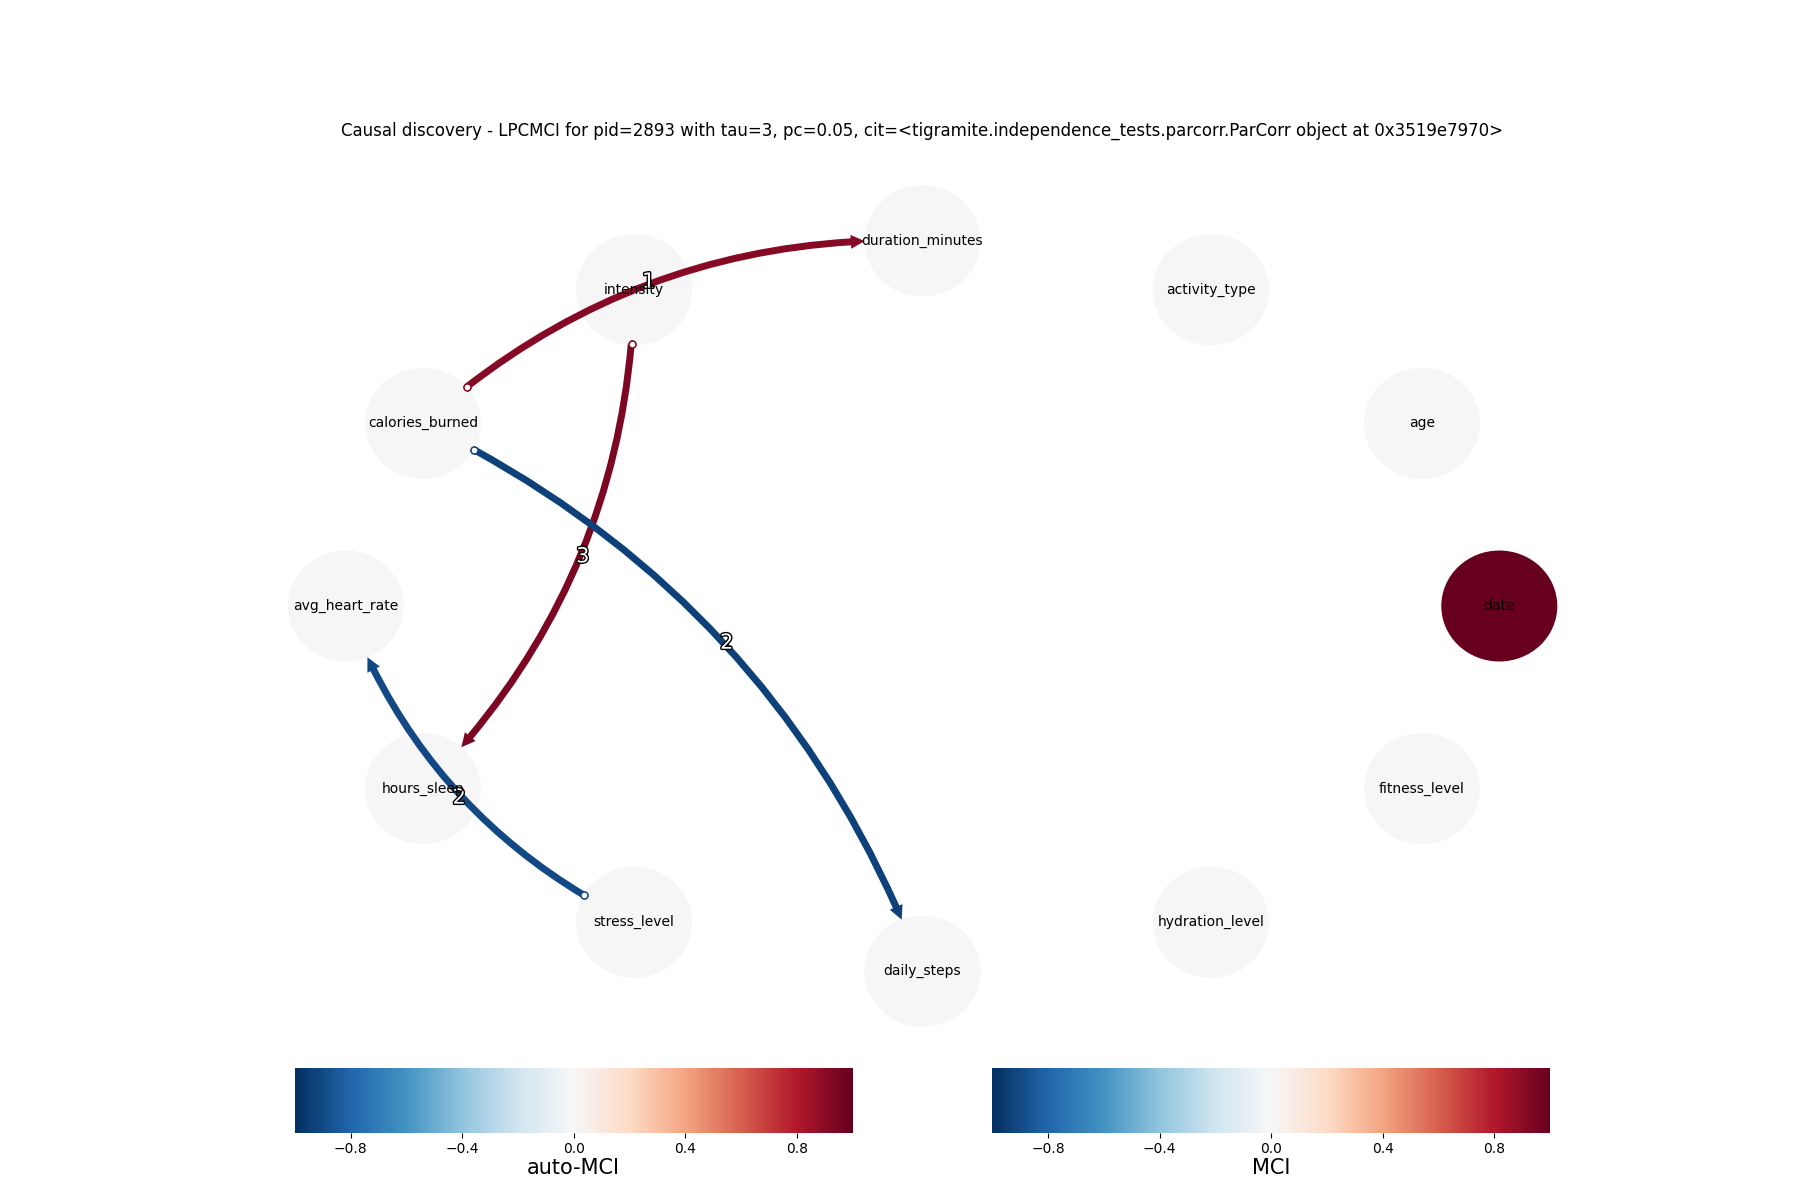 Causal discovery - LPCMCI for pid=2893 with tau=3, pc=0.05, cit=<tigramite.independence_tests.parcorr.ParCorr object at 0x3519e7970>
duration_minutes
intensity
1
activity_type
calories_burned
age
3
avg_heart_rate
date
2
hours_sleep
2
fitness_level
stress_level
hydration_level
daily_steps
−0.8 −0.4 0.0 0.4 0.8
auto-MCI
−0.8 −0.4 0.0 0.4 0.8
MCI